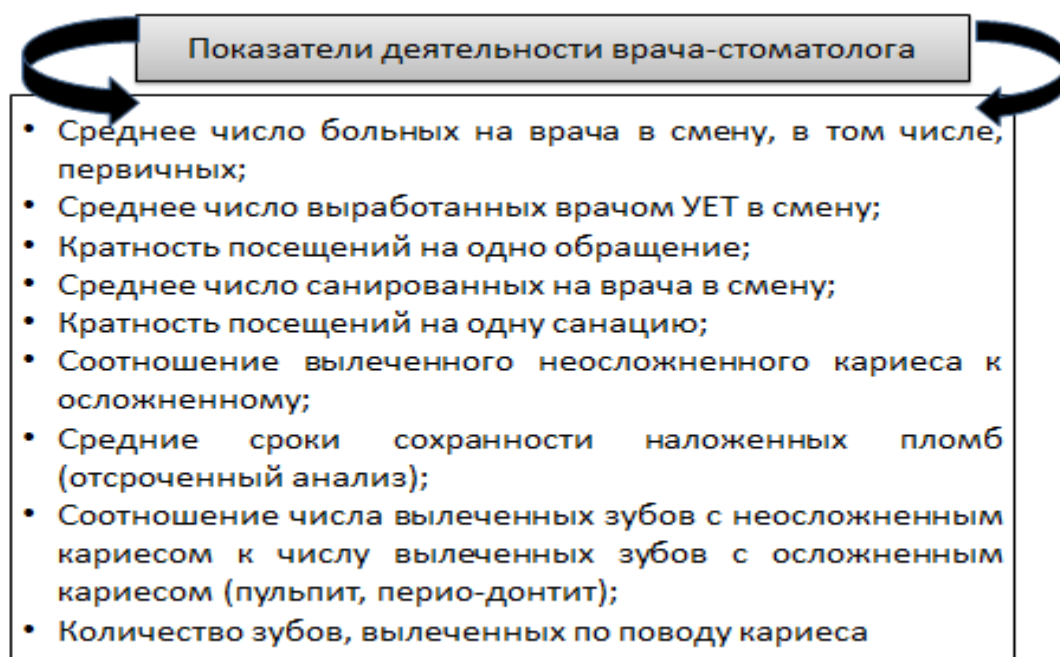 Показатели деятельности врача-стоматолога
• Среднее число больных на врача в смену, в том числе,
первичных;
• Среднее число выработанных врачом УЕТ в смену;
• Кратность посещений на одно обращение;
• Среднее число санированных на врача в смену;
• Кратность посещений на одну санацию;
• Соотношение вылеченного неосложненного кариеса к
осложненному;
• Средние сроки сохранности наложенных пломб
(отсроченный анализ);
• Соотношение числа вылеченных зубов с неосложненным
кариесом к числу вылеченных зубов с осложненным
кариесом (пульпит, перио-донтит);
• Количество зубов, вылеченных по поводу кариеса